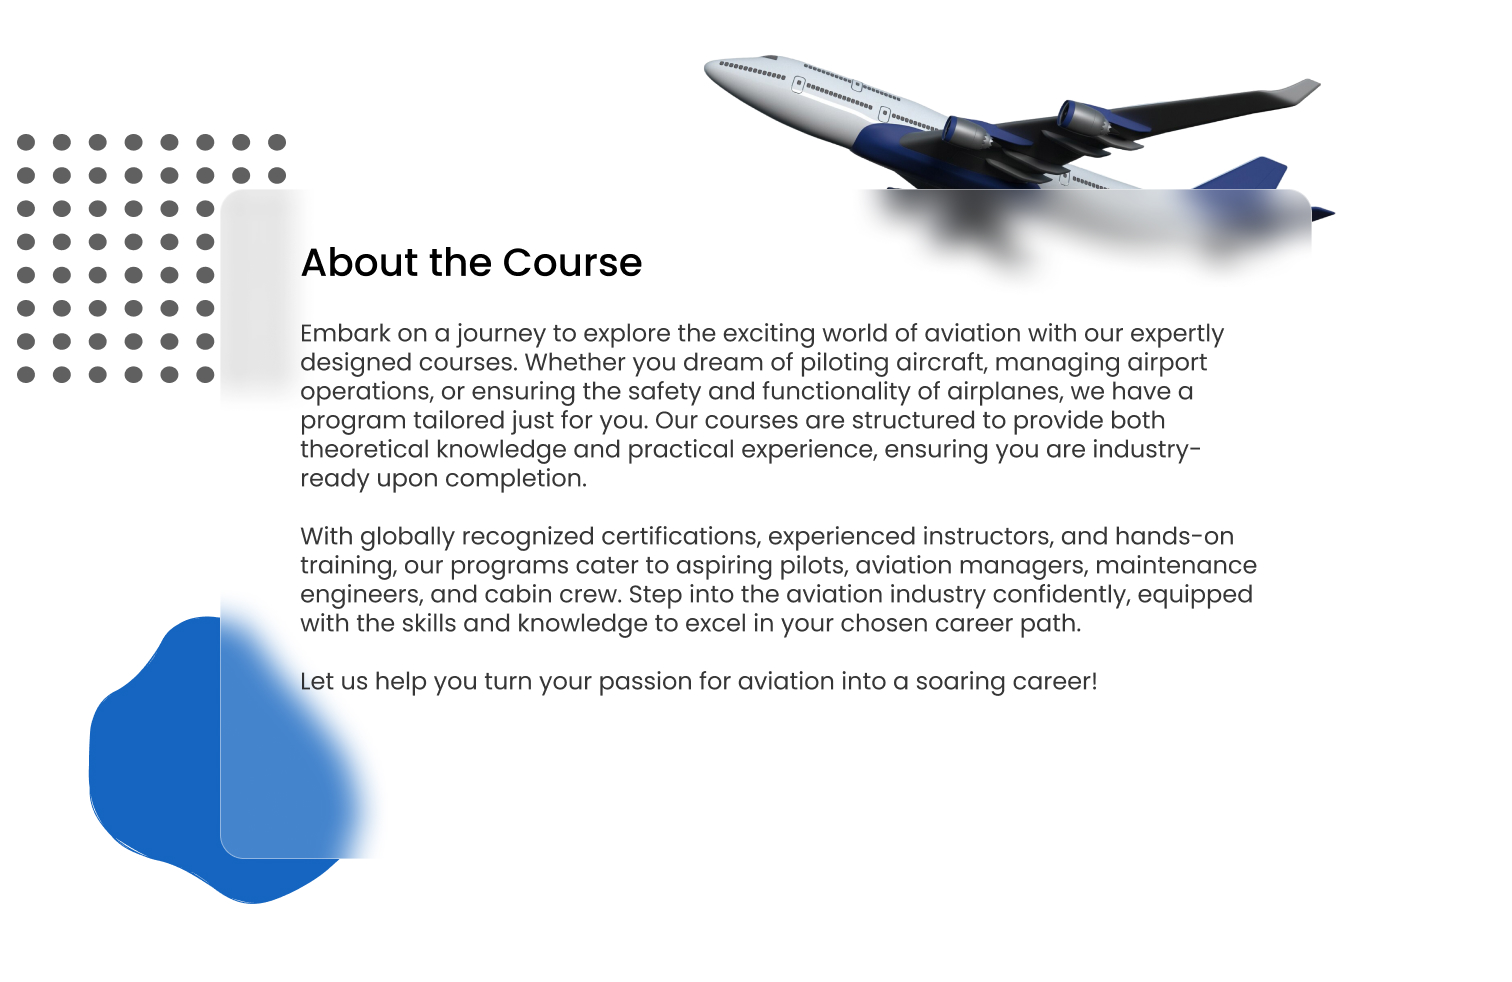 About the Course
Embark on a journey to explore the exciting world of aviation with our expertly
designed courses. Whether you dream of piloting aircraft, managing airport
operations, or ensuring the safety and functionality of airplanes, we have a
program tailored just for you. Our courses are structured to provide both
theoretical knowledge and practical experience, ensuring you are industry-
ready upon completion.
With globally recognized certifications, experienced instructors, and hands-on
training, our programs cater to aspiring pilots, aviation managers, maintenance
engineers, and cabin crew. Step into the aviation industry confidently, equipped
with the skills and knowledge to excel in your chosen career path.
Let us help you turn your passion for aviation into a soaring career!